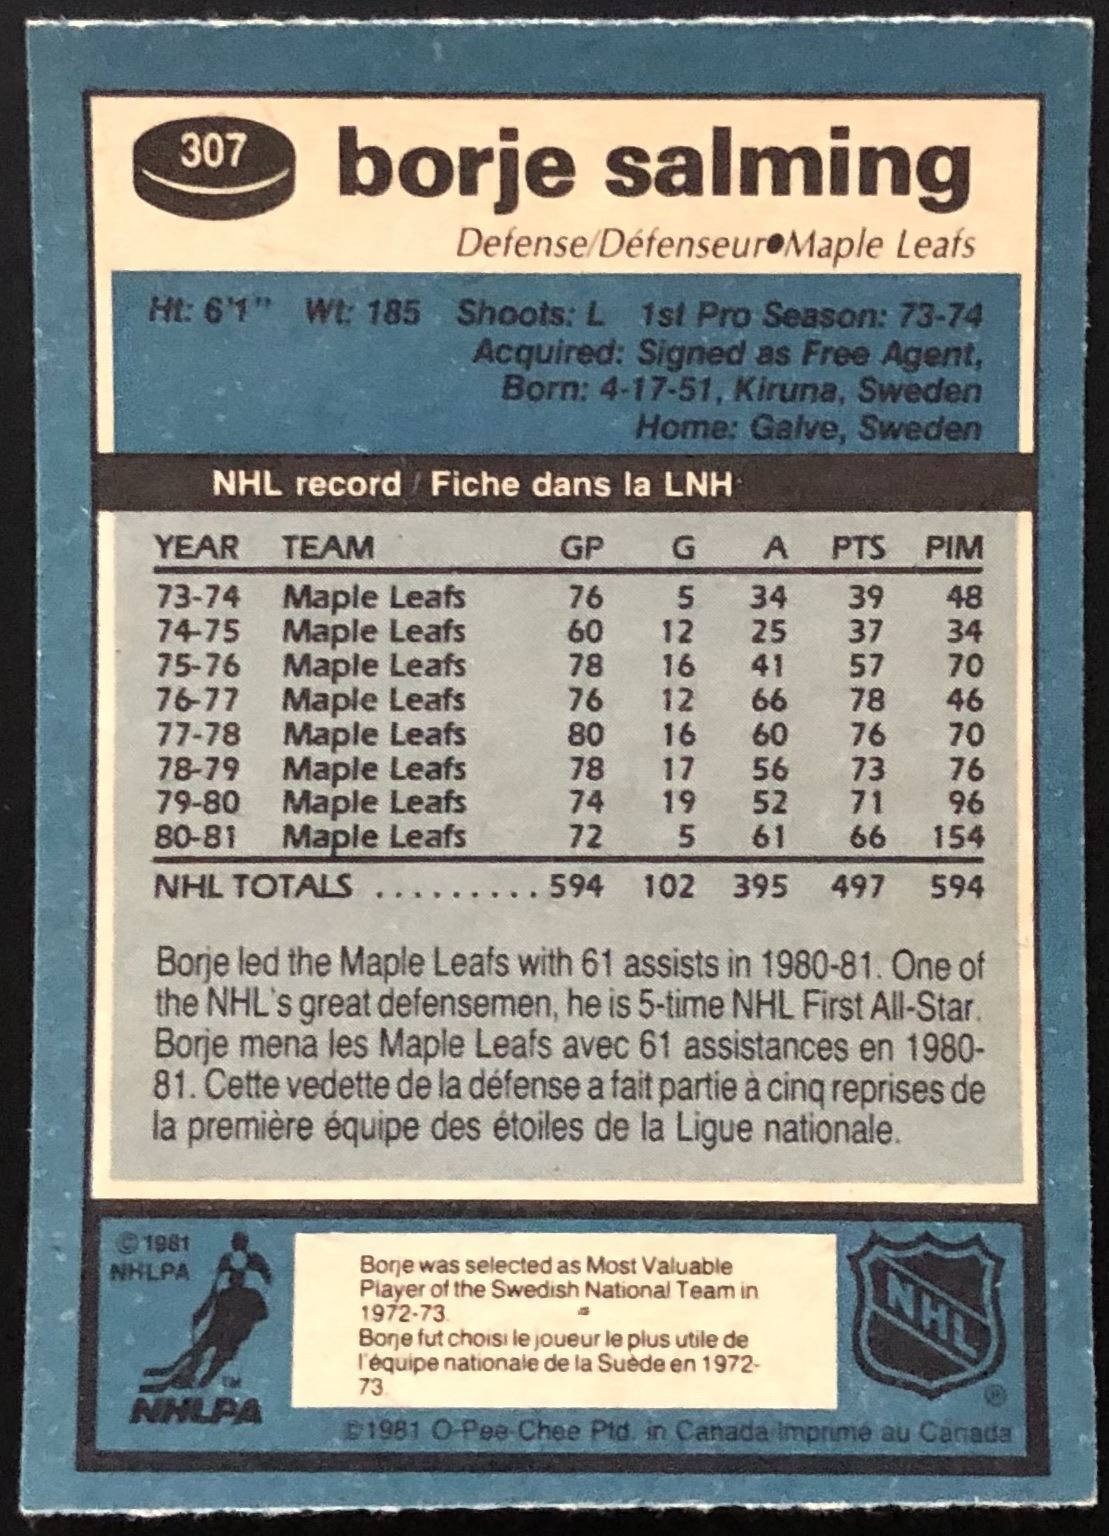 307
borje salming
Defense/Défenseur●Maple Leafs
Ht: 6'1" Wt: 185 Shoots: L 1st Pro Season: 73-74
Acquired: Signed as Free Agent,
Born: 4-17-51, Kiruna, Sweden
Home: Galve, Sweden
NHL record / Fiche dans la LNH
YEAR TEAM GP G A PTS PIM
73-74 Maple Leafs 76 5 34 39 48
74-75 Maple Leafs 60 12 25 37 34
75-76 Maple Leafs 78 16 41 57 70
76-77 Maple Leafs 76 12 66 78 46
77-78 Maple Leafs 80 16 60 76 70
78-79 Maple Leafs 78 17 56 73 76
79-80 Maple Leafs 74 19 52 71 96
80-81 Maple Leafs 72 5 61 66 154
NHL TOTALS .......... 594 102 395 497 594
Borje led the Maple Leafs with 61 assists in 1980-81. One of
the NHL's great defensemen, he is 5-time NHL First All-Star.
Borje mena les Maple Leafs avec 61 assistances en 1980-
81. Cette vedette de la défense a fait partie à cinq reprises de
la première équipe des étoiles de la Ligue nationale.
© 1981
NHLPA
TM
NHLPA
Borje was selected as Most Valuable
Player of the Swedish National Team in
1972-73.
Borje fut choisi le joueur le plus utile de
l'équipe nationale de la Suède en 1972-
73.
NHL
®
©1981 O-Pee-Chee Ptd. in Canada/Imprimé au Canada